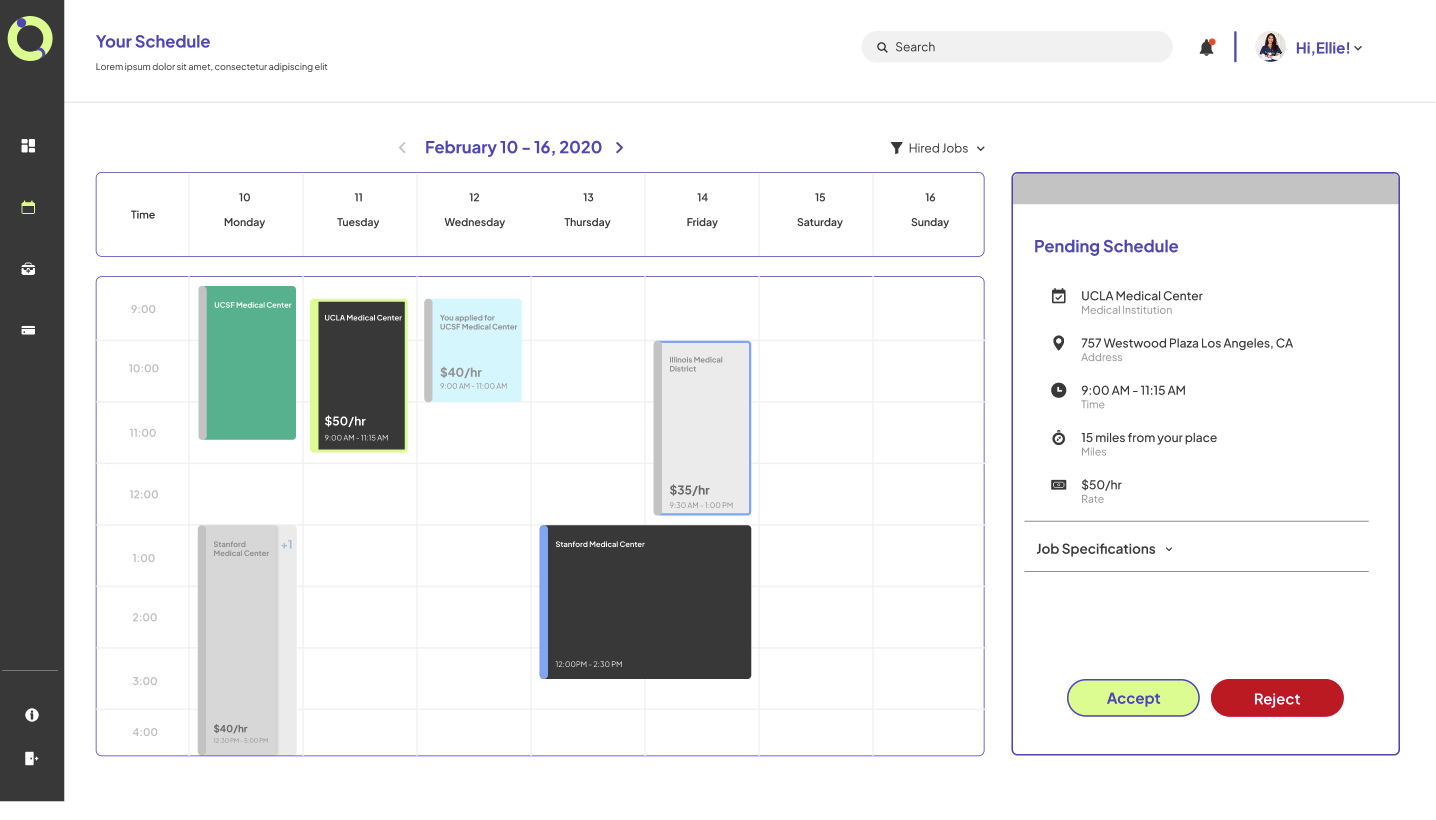 Your Schedule
Lorem ipsum dolor sit amet, consectetur adipiscing elit
Search
Hi,Ellie!
February 10 - 16, 2020
Hired Jobs
Time
10
Monday
11
Tuesday
12
Wednesday
13
Thursday
14
Friday
15
Saturday
16
Sunday
9:00
10:00
11:00
12:00
1:00
2:00
3:00
4:00
UCSF Medical Center
UCLA Medical Center
$50/hr
9:00 AM - 11:15 AM
You applied for
UCSF Medical Center
$40/hr
9:00 AM - 11:00 AM
Illinois Medical
District
$35/hr
9:30 AM - 1:00 PM
Stanford
Medical Center
+1
$40/hr
12:30 PM - 5:00 PM
Stanford Medical Center
12:00PM - 2:30 PM
Pending Schedule
UCLA Medical Center
Medical Institution
757 Westwood Plaza Los Angeles, CA
Address
9:00 AM - 11:15 AM
Time
15 miles from your place
Miles
$50/hr
Rate
Job Specifications
Accept
Reject